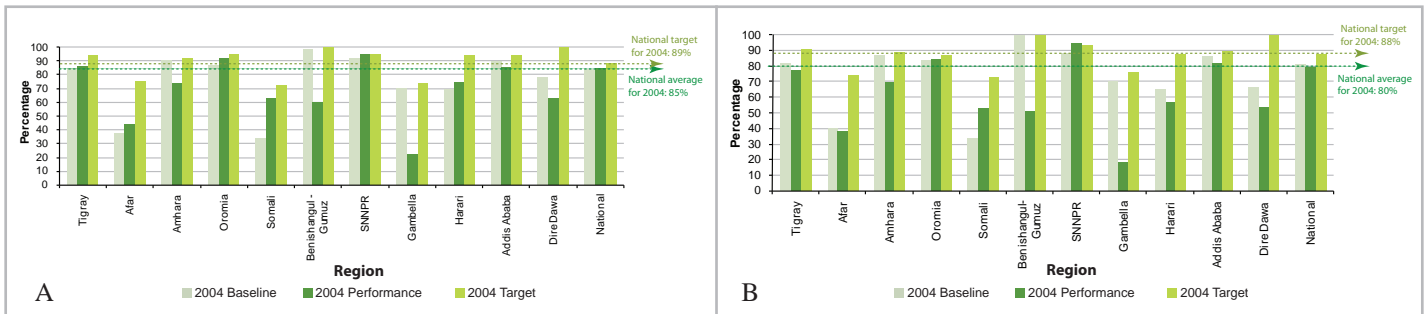 100
90
80
70
60
50
40
30
20
10
0
Percentage
National target
for 2004: 89%
National average
for 2004: 85%
Tigray
Afar
Amhara
Oromia
Somali
Benishangul -
Gumuz
SNNPR
Gambella
Harari
Addis Ababa
Dire Dawa
National
Region
A
2004 Baseline 2004 Performance 2004 Target
100
90
80
70
60
50
40
30
20
10
0
Percentage
National target
for 2004: 88%
National average
for 2004: 80%
Tigray
Afar
Amhara
Oromia
Somali
Benishangul-
Gumuz
SNNPR
Gambella
Harari
Addis Ababa
Dire Dawa
National
Region
B
2004 Baseline 2004 Performance 2004 Target